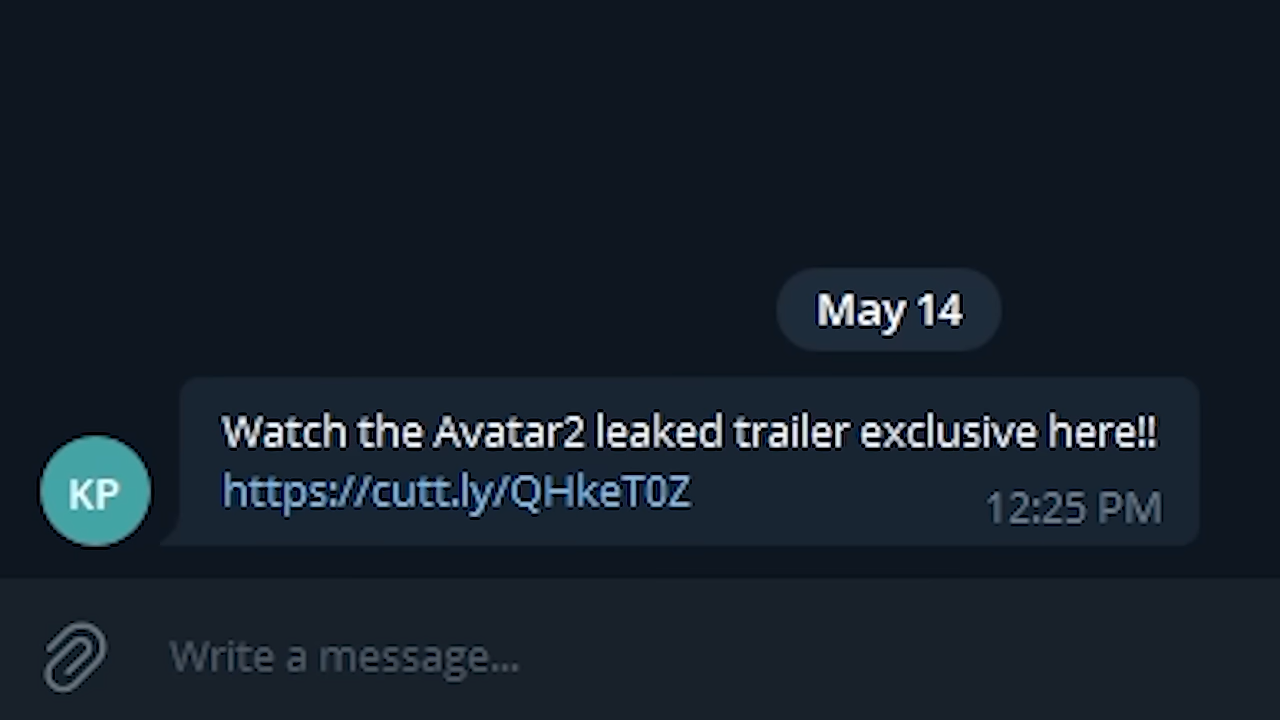 May 14
Watch the Avatar2 leaked trailer exclusive here!!
https://cutt.ly/QHkeT0Z
12:25 PM
KP
Write a message...